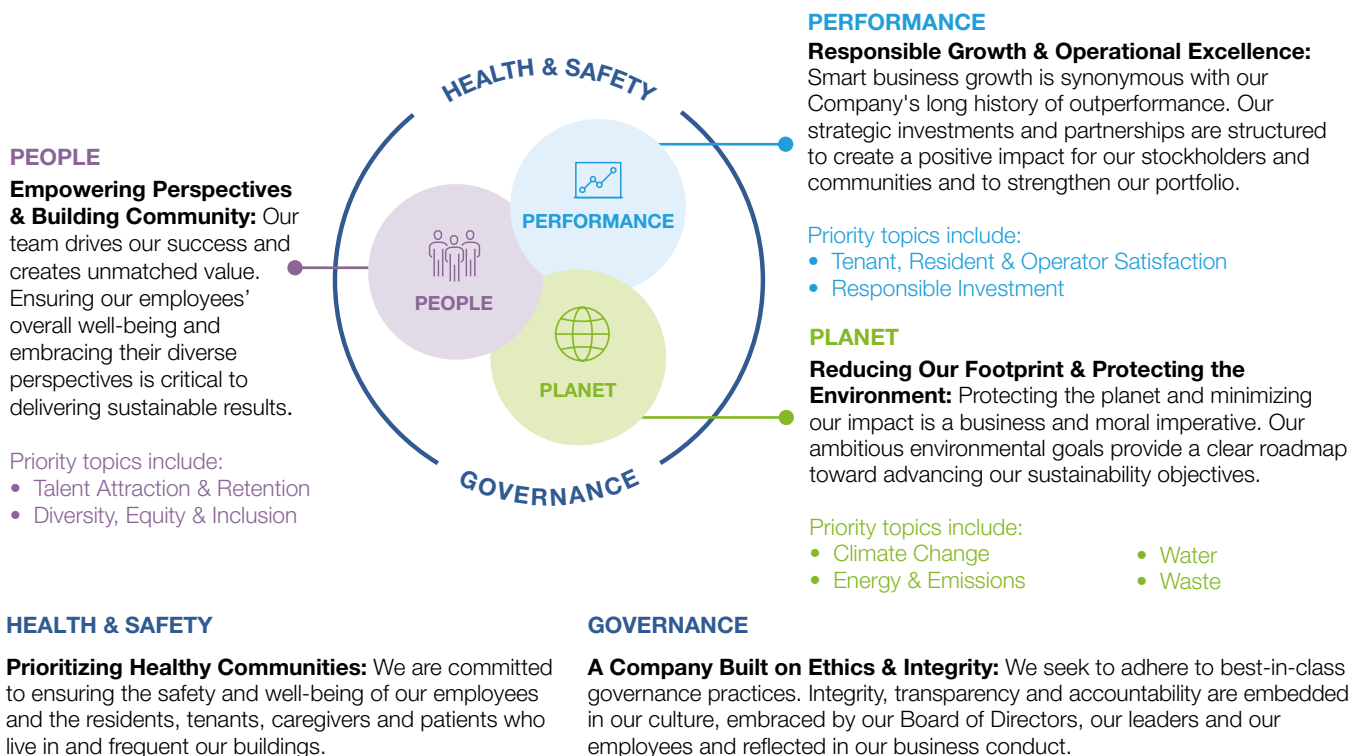 HEALTH & SAFETY
PEOPLE
PERFORMANCE
PLANET
GOVERNANCE
PEOPLE
Empowering Perspectives
& Building Community: Our
team drives our success and
creates unmatched value.
Ensuring our employees’
overall well-being and
embracing their diverse
perspectives is critical to
delivering sustainable results.
Priority topics include:
• Talent Attraction & Retention
• Diversity, Equity & Inclusion
PERFORMANCE
Responsible Growth & Operational Excellence:
Smart business growth is synonymous with our
Company's long history of outperformance. Our
strategic investments and partnerships are structured
to create a positive impact for our stockholders and
communities and to strengthen our portfolio.
Priority topics include:
• Tenant, Resident & Operator Satisfaction
• Responsible Investment
PLANET
Reducing Our Footprint & Protecting the
Environment: Protecting the planet and minimizing
our impact is a business and moral imperative. Our
ambitious environmental goals provide a clear roadmap
toward advancing our sustainability objectives.
Priority topics include:
• Climate Change
• Energy & Emissions
• Water
• Waste
HEALTH & SAFETY
Prioritizing Healthy Communities: We are committed
to ensuring the safety and well-being of our employees
and the residents, tenants, caregivers and patients who
live in and frequent our buildings.
GOVERNANCE
A Company Built on Ethics & Integrity: We seek to adhere to best-in-class
governance practices. Integrity, transparency and accountability are embedded
in our culture, embraced by our Board of Directors, our leaders and our
employees and reflected in our business conduct.